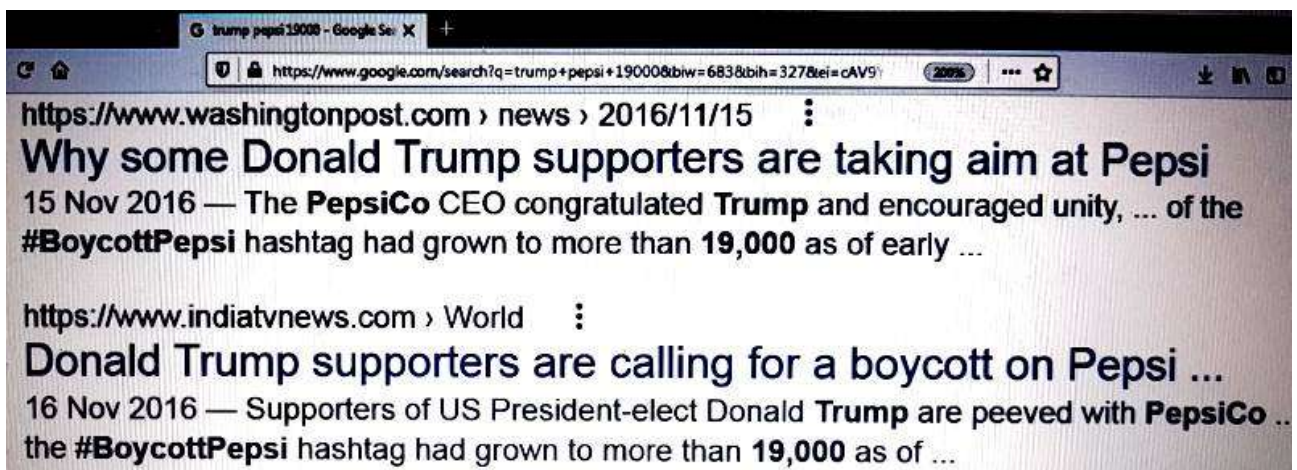 G trump pepsi 19000 - Google Se
https://www.google.com/search?q=trump+pepsi+19000&biw=683&bih=327&ei=cAV9 200%
https://www.washingtonpost.com › news › 2016/11/15
Why some Donald Trump supporters are taking aim at Pepsi
15 Nov 2016 — The PepsiCo CEO congratulated Trump and encouraged unity, ... of the
#BoycottPepsi hashtag had grown to more than 19,000 as of early ...
https://www.indiatvnews.com › World
Donald Trump supporters are calling for a boycott on Pepsi ...
16 Nov 2016 — Supporters of US President-elect Donald Trump are peeved with PepsiCo ..
the #BoycottPepsi hashtag had grown to more than 19,000 as of ...